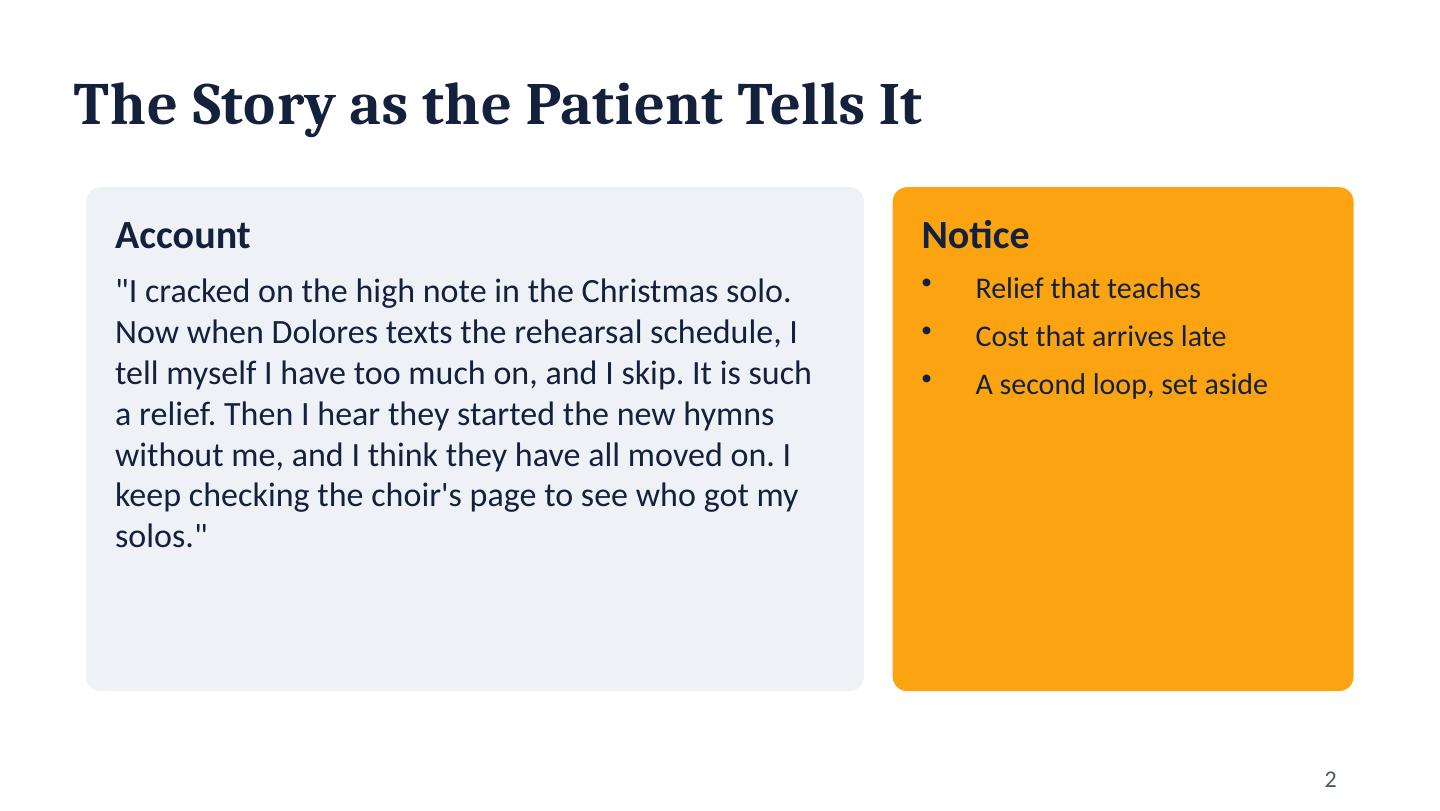 The Story as the Patient Tells It
Account
"I cracked on the high note in the Christmas solo.
Now when Dolores texts the rehearsal schedule, I
tell myself I have too much on, and I skip. It is such
a relief. Then I hear they started the new hymns
without me, and I think they have all moved on. I
keep checking the choir's page to see who got my
solos."
Notice
• Relief that teaches
• Cost that arrives late
• A second loop, set aside
2